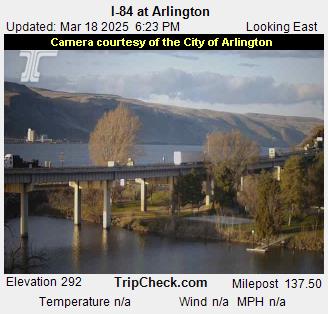 I-84 at Arlington
Updated: Mar 18 2025 6:23 PM Looking East
Camera courtesy of the City of Arlington
Elevation 292 TripCheck.com Milepost 137.50
Temperature n/a Wind n/a MPH n/a